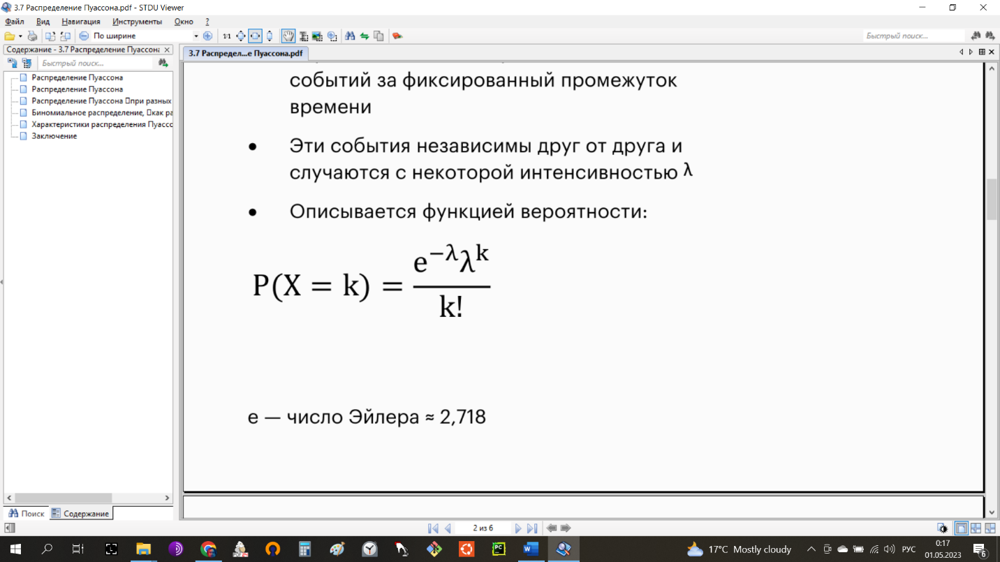 3.7 Распределение Пуассона.pdf - STDU Viewer
Файл Вид Навигация Инструменты Окно ?
По ширине 1:1 Быстрый поиск...
Содержание - 3.7 Распределение Пуассона
3.7 Распредел...е Пуассона.pdf
Быстрый поиск...
Распределение Пуассона
Распределение Пуассона
Распределение Пуассона при разных
Биномиальное распределение, как ра
Характеристики распределения Пуассо
Заключение
событий за фиксированный промежуток
времени
• Эти события независимы друг от друга и
случаются с некоторой интенсивностью λ
• Описывается функцией вероятности:
P(X = k) = e^{−λ}λ^k / k!
e — число Эйлера ≈ 2,718
Поиск Содержание
2 из 6
17°C Mostly cloudy РУС 0:17
01.05.2023
6